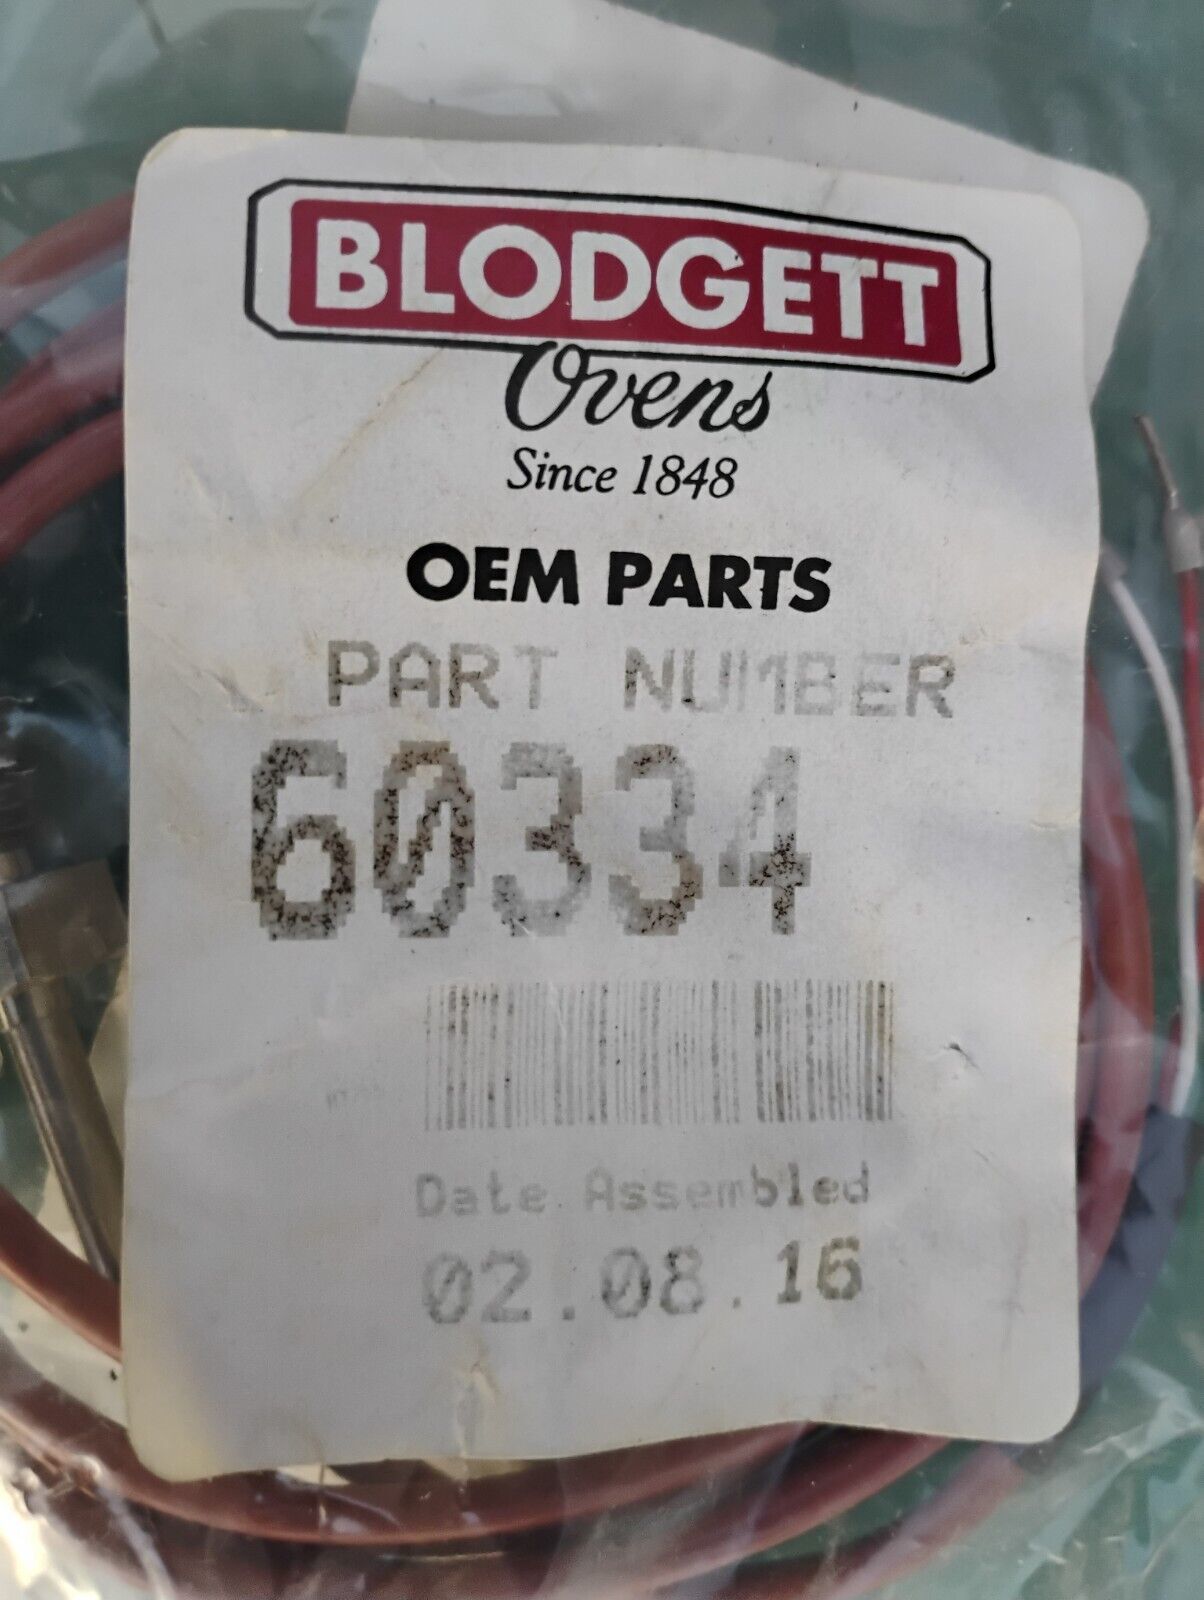 BLODGETT
Ovens
Since 1848
OEM PARTS
PART NUMBER
60334
Date Assembled
02.08.16